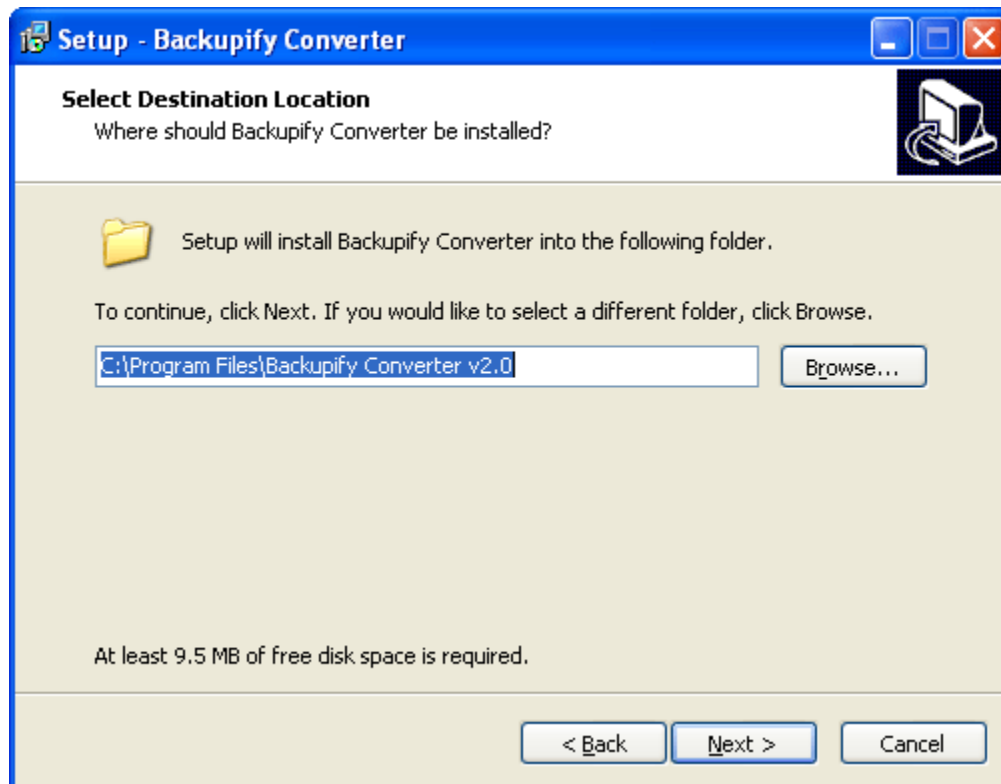 Setup - Backupify Converter
Select Destination Location
Where should Backupify Converter be installed?
Setup will install Backupify Converter into the following folder.
To continue, click Next. If you would like to select a different folder, click Browse.
C:\Program Files\Backupify Converter v2.0
Browse...
At least 9.5 MB of free disk space is required.
< Back
Next >
Cancel